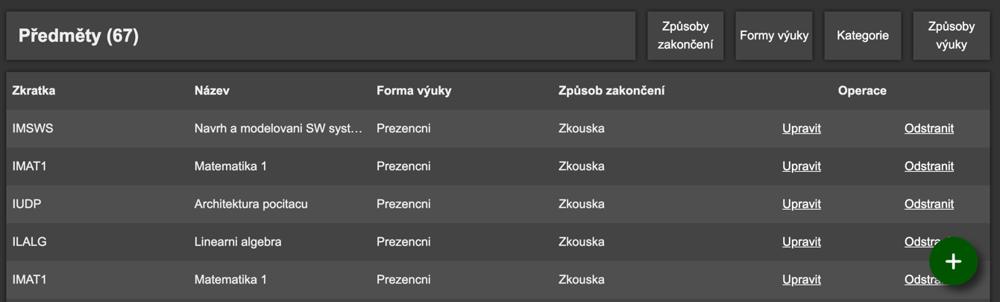 Předměty (67)
Způsoby
zakončení
Formy výuky
Kategorie
Způsoby
výuky
Zkratka Název Forma výuky Způsob zakončení Operace
IMSWS Navrh a modelovani SW syst… Prezencni Zkouska Upravit Odstranit
IMAT1 Matematika 1 Prezencni Zkouska Upravit Odstranit
IUDP Architektura pocitacu Prezencni Zkouska Upravit Odstranit
ILALG Linearni algebra Prezencni Zkouska Upravit Odstra
IMAT1 Matematika 1 Prezencni Zkouska Upravit Odstra
+